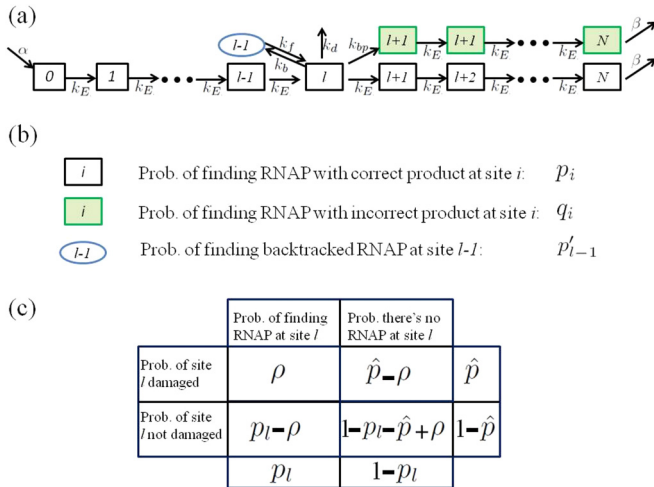 (a)
l-1 k_f k_d k_bp l+1 l+1 N β
α k_b k_E k_E k_E β
0 1 l-1 l l+1 l+2 N
k_E k_E k_E k_E k_E k_E k_E
(b)
i Prob. of finding RNAP with correct product at site i: p_i
i Prob. of finding RNAP with incorrect product at site i: q_i
l-1 Prob. of finding backtracked RNAP at site l-1: p′_{l−1}
(c)
Prob. of finding RNAP at site l
Prob. there's no RNAP at site l
Prob. of site l damaged
ρ p̂-ρ p̂
Prob. of site l not damaged
p_l-ρ 1-p_l-p̂+ρ 1-p̂
p_l 1-p_l